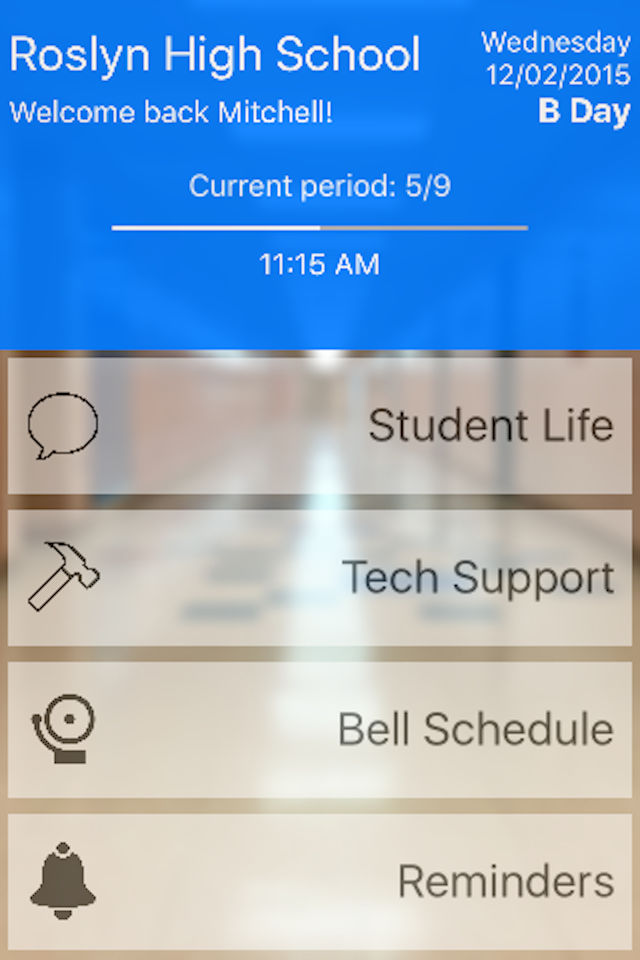 Roslyn High School
Wednesday
12/02/2015
Welcome back Mitchell!
B Day
Current period: 5/9
11:15 AM
Student Life
Tech Support
Bell Schedule
Reminders